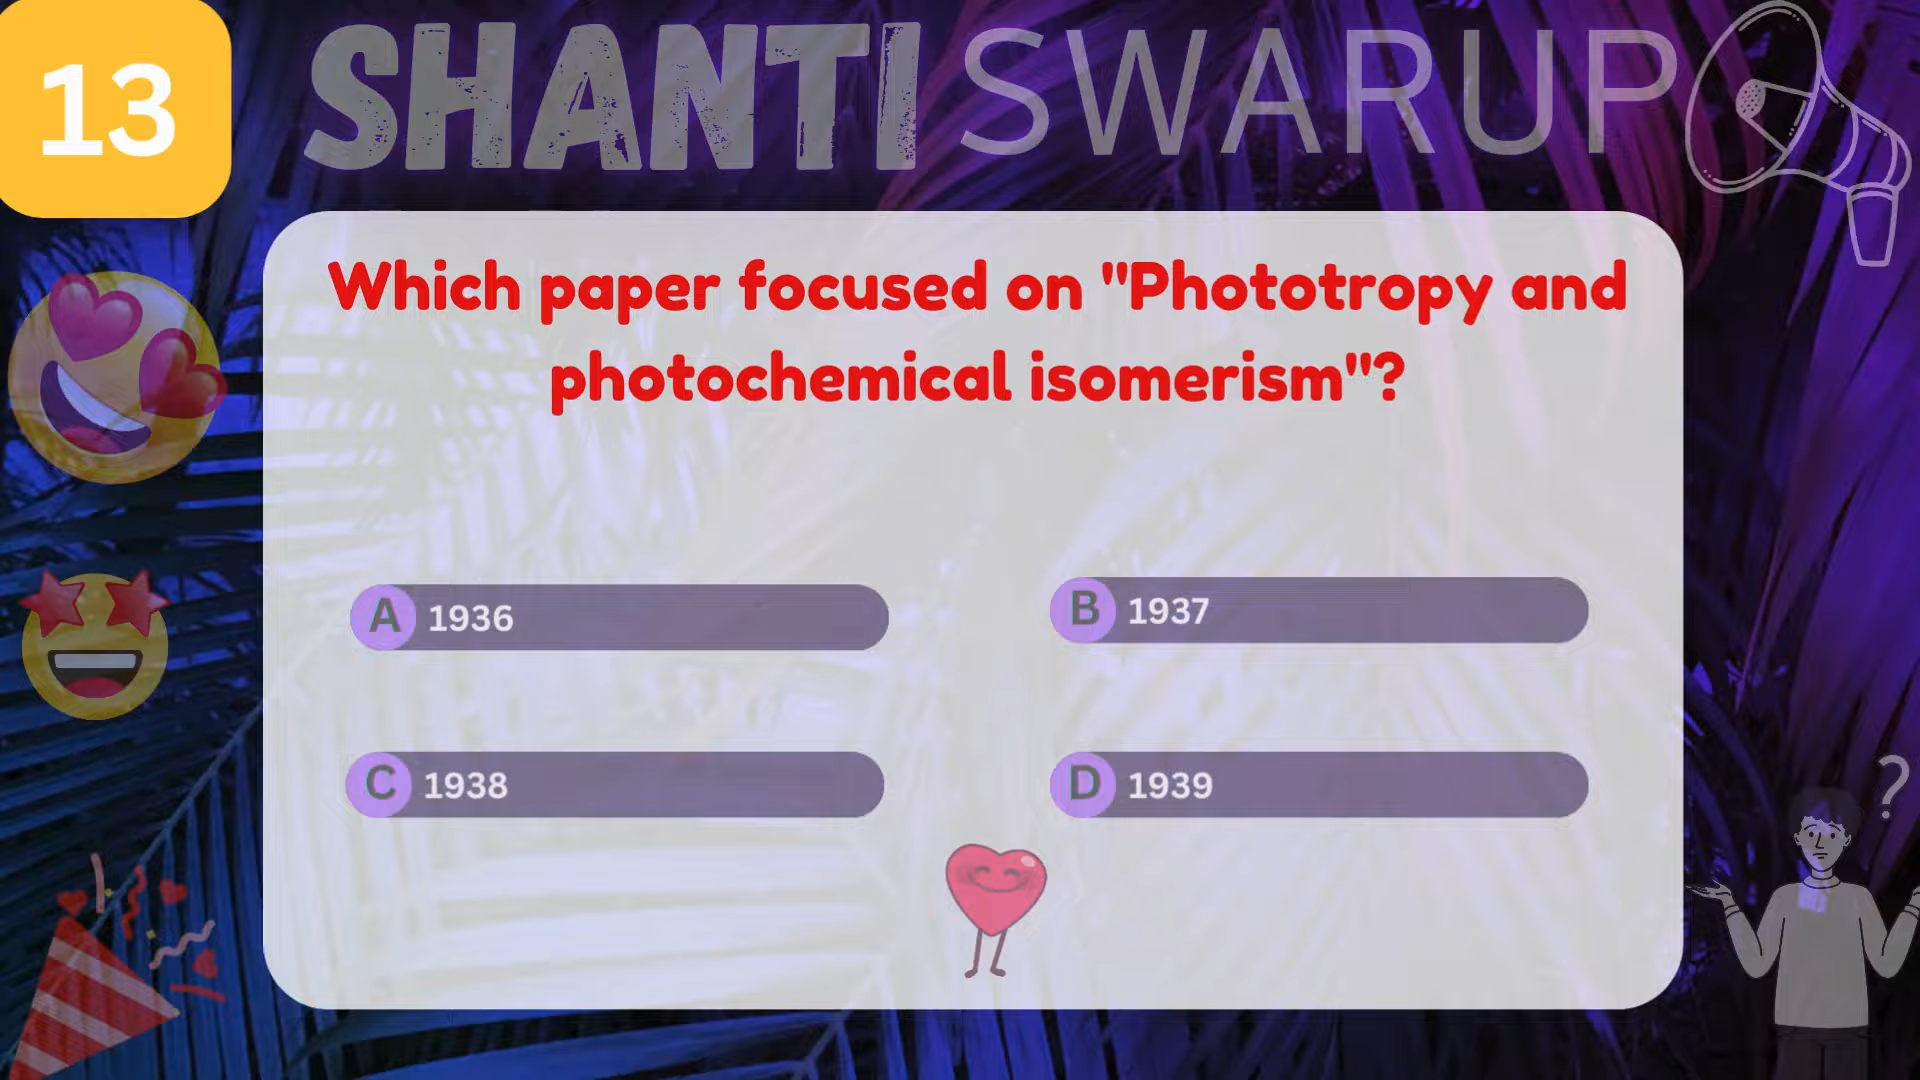 13
SHANTI SWARUP
Which paper focused on "Phototropy and
photochemical isomerism"?
A 1936
B 1937
C 1938
D 1939
?